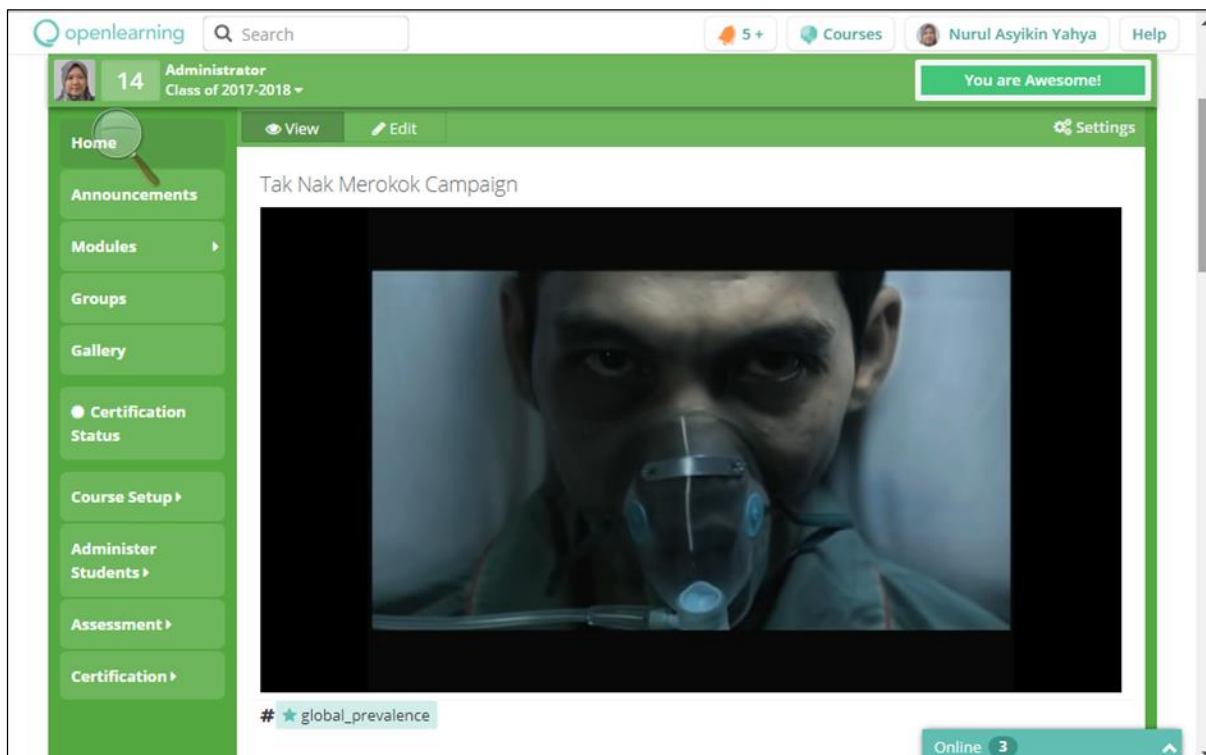 openlearning
Search
5 +
Courses
Nurul Asyikin Yahya
Help
14
Administrator
Class of 2017-2018
You are Awesome!
Home
View
Edit
Settings
Announcements
Modules
Groups
Gallery
Certification
Status
Course Setup
Administer
Students
Assessment
Certification
Tak Nak Merokok Campaign
# global_prevalence
Online 3